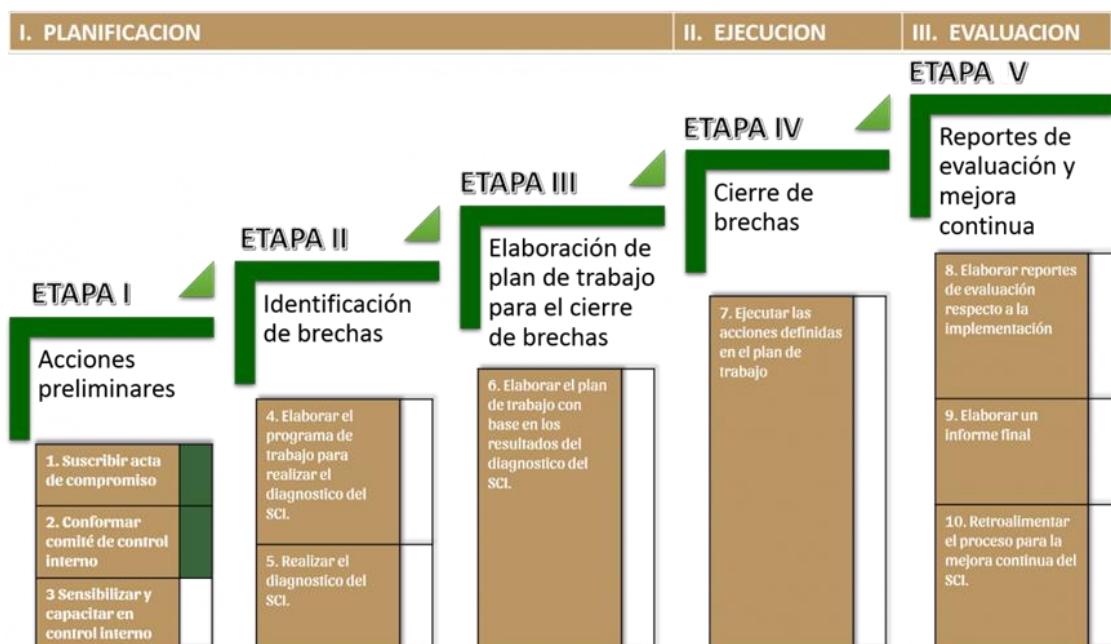 I. PLANIFICACION
II. EJECUCION
III. EVALUACION
ETAPA I
Acciones
preliminares
1. Suscribir acta
de compromiso
2. Conformar
comité de control
interno
3 Sensibilizar y
capacitar en
control interno
ETAPA II
Identificación
de brechas
4. Elaborar el
programa de
trabajo para
realizar el
diagnostico del
SCI.
5. Realizar el
diagnostico del
SCI.
ETAPA III
Elaboración de
plan de trabajo
para el cierre
de brechas
6. Elaborar el plan
de trabajo con
base en los
resultados del
diagnostico del
SCI.
ETAPA IV
Cierre de
brechas
7. Ejecutar las
acciones definidas
en el plan de
trabajo
ETAPA V
Reportes de
evaluación y
mejora
continua
8. Elaborar reportes
de evaluación
respecto a la
implementación
9. Elaborar un
informe final
10. Retroalimentar
el proceso para la
mejora continua del
SCI.